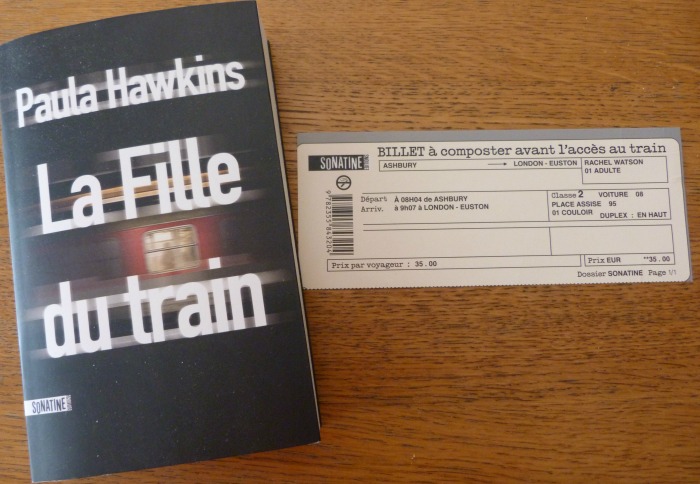 Paula Hawkins
La Fille
du train
SONATINE
SONATINE
BILLET à composter avant l'accès au train
ASHBURY → LONDON - EUSTON
RACHEL WATSON
01 ADULTE
Départ À 08H04 de ASHBURY
Arriv. à 9h07 à LONDON - EUSTON
Classe 2 VOITURE 08
PLACE ASSISE 95
01 COULOIR DUPLEX : EN HAUT
Prix par voyageur : 35.00
Prix EUR **35.00
Dossier SONATINE Page 1/1